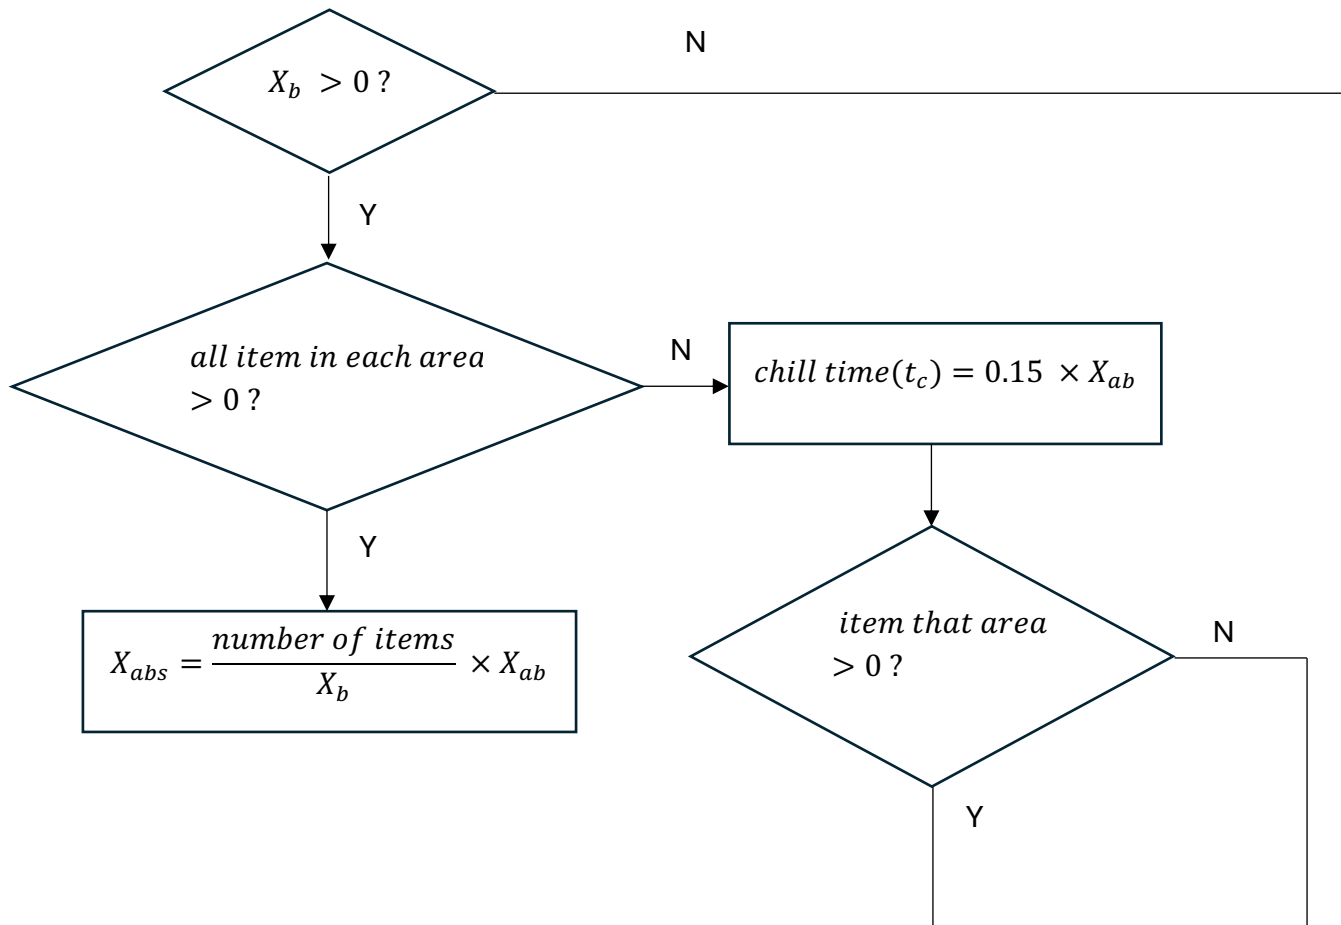 N
X_b > 0 ?
Y
all item in each area
> 0 ?
N
chill time(t_c) = 0.15 × X_ab
Y
X_abs = number of items / X_b × X_ab
item that area
> 0 ?
N
Y